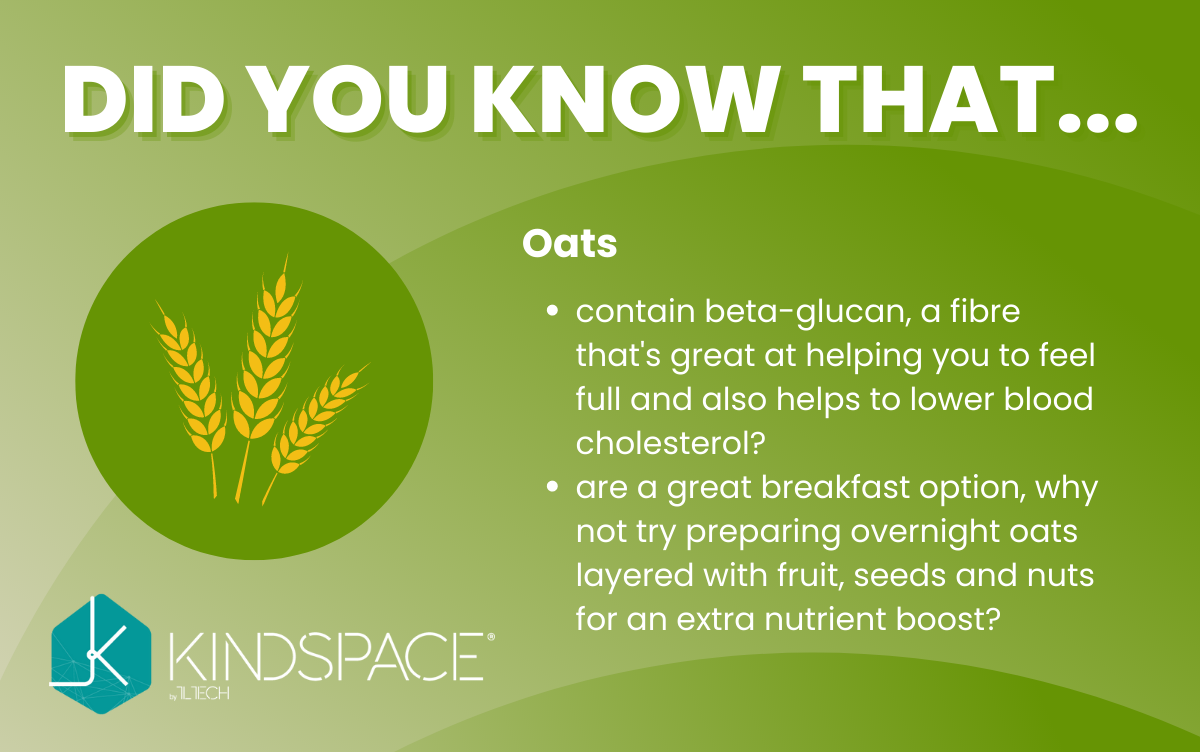 DID YOU KNOW THAT...
Oats
• contain beta-glucan, a fibre
that's great at helping you to feel
full and also helps to lower blood
cholesterol?
• are a great breakfast option, why
not try preparing overnight oats
layered with fruit, seeds and nuts
for an extra nutrient boost?
KINDSPACE®
by TLTECH